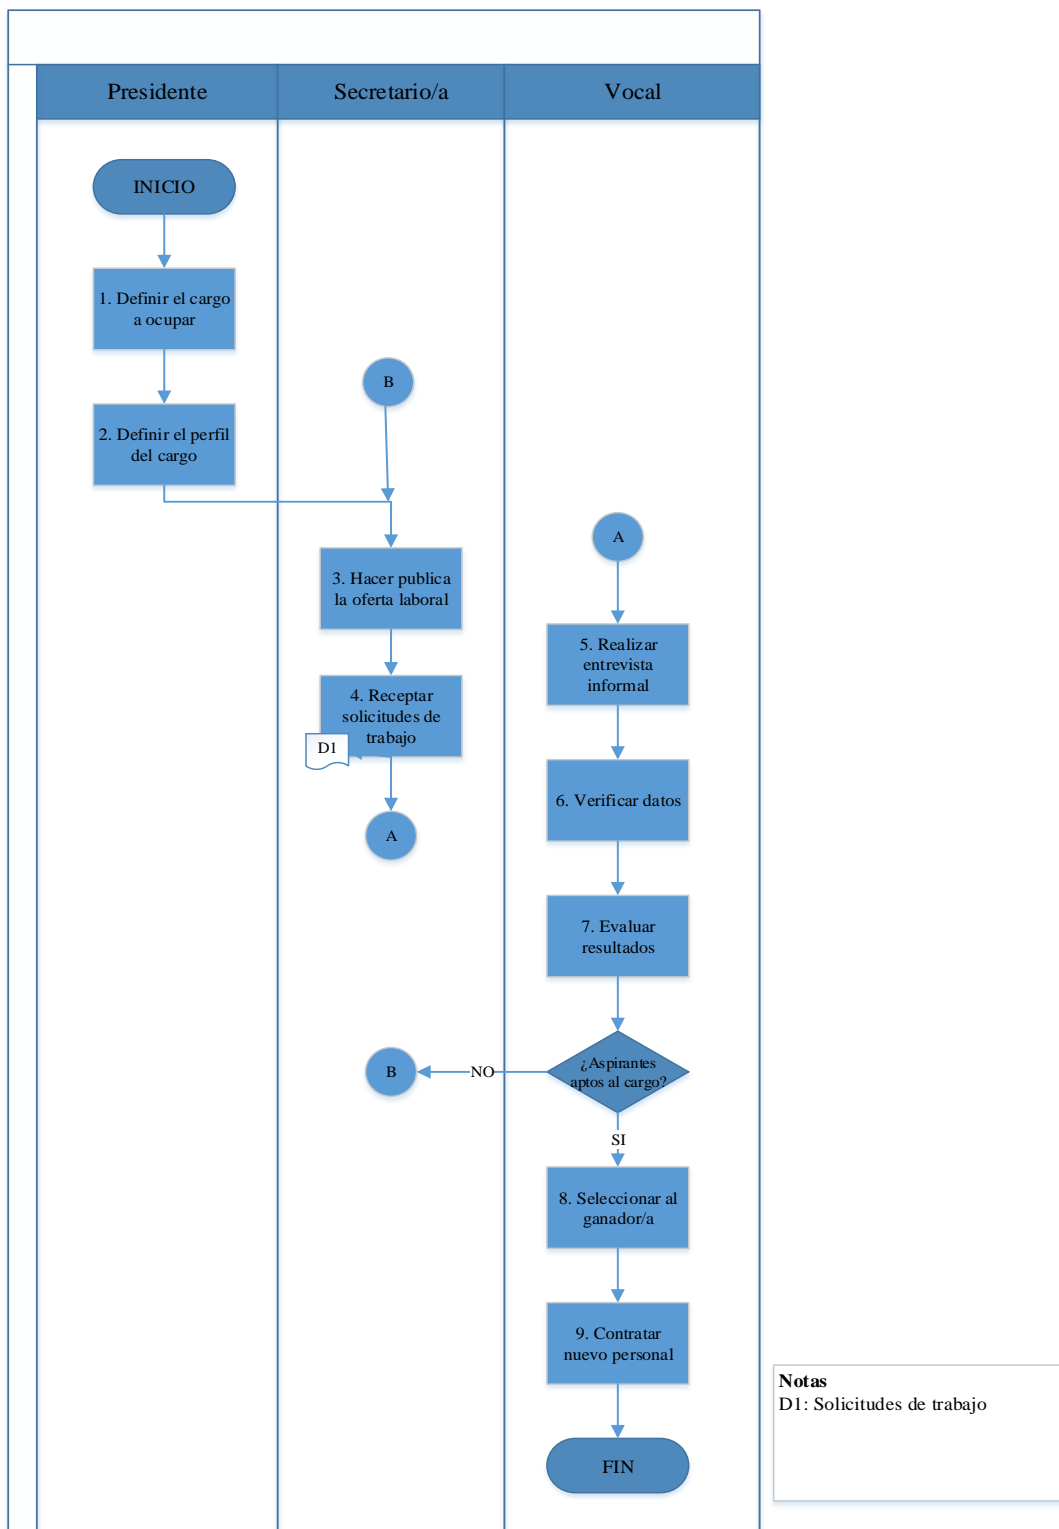 Presidente
Secretario/a
Vocal
INICIO
1. Definir el cargo
a ocupar
2. Definir el perfil
del cargo
B
3. Hacer publica
la oferta laboral
4. Receptar
solicitudes de
trabajo
D1
A
A
5. Realizar
entrevista
informal
6. Verificar datos
7. Evaluar
resultados
¿Aspirantes
aptos al cargo?
NO
B
SI
8. Seleccionar al
ganador/a
9. Contratar
nuevo personal
FIN
Notas
D1: Solicitudes de trabajo